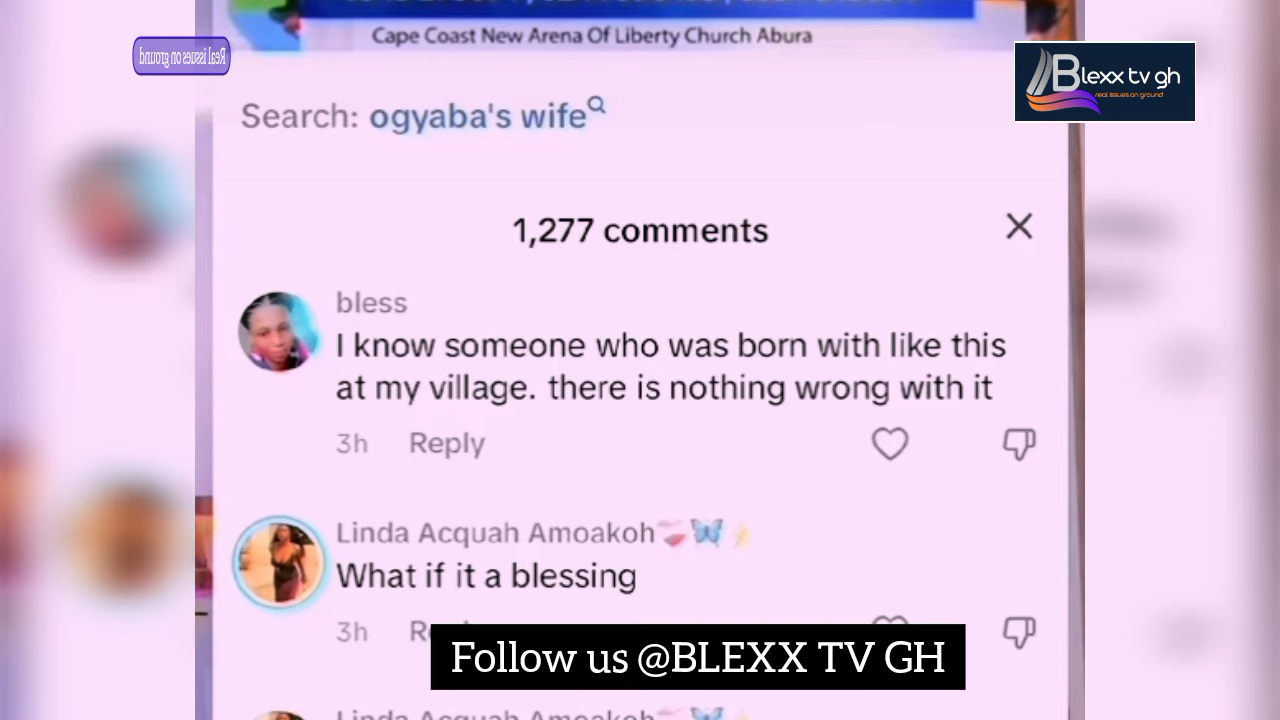 Cape Coast New Arena Of Liberty Church Abura
Real issues on ground
Blexx tv gh
real issues on ground
Search: ogyaba's wife
1,277 comments
bless
I know someone who was born with like this
at my village. there is nothing wrong with it
3h Reply
Linda Acquah Amoakoh
What if it a blessing
3h
Follow us @BLEXX TV GH
Linda Acquah Amoakoh